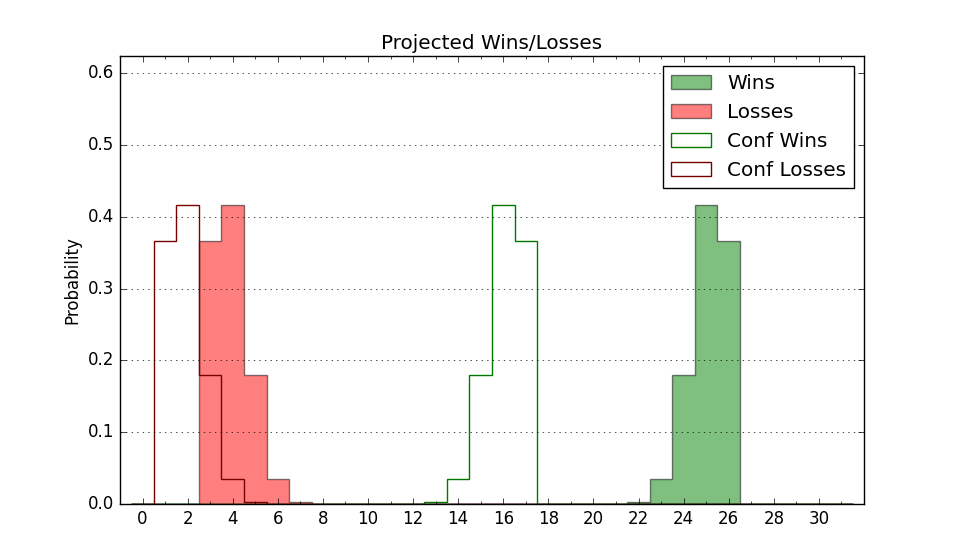 Projected Wins/Losses
Wins
Losses
Conf Wins
Conf Losses
Probability
0.6
0.5
0.4
0.3
0.2
0.1
0.0
0 2 4 6 8 10 12 14 16 18 20 22 24 26 28 30